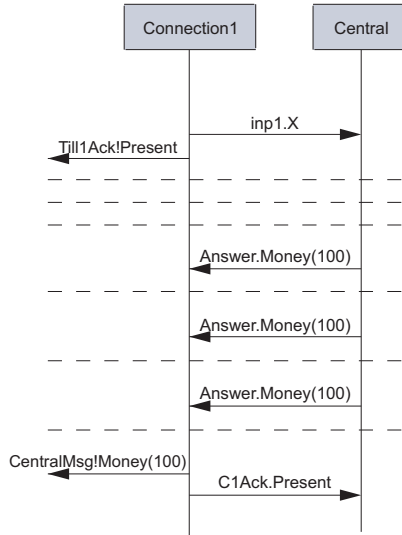 Connection1
Central
inp1.X
Till1Ack!Present
Answer.Money(100)
Answer.Money(100)
Answer.Money(100)
CentralMsg!Money(100)
C1Ack.Present